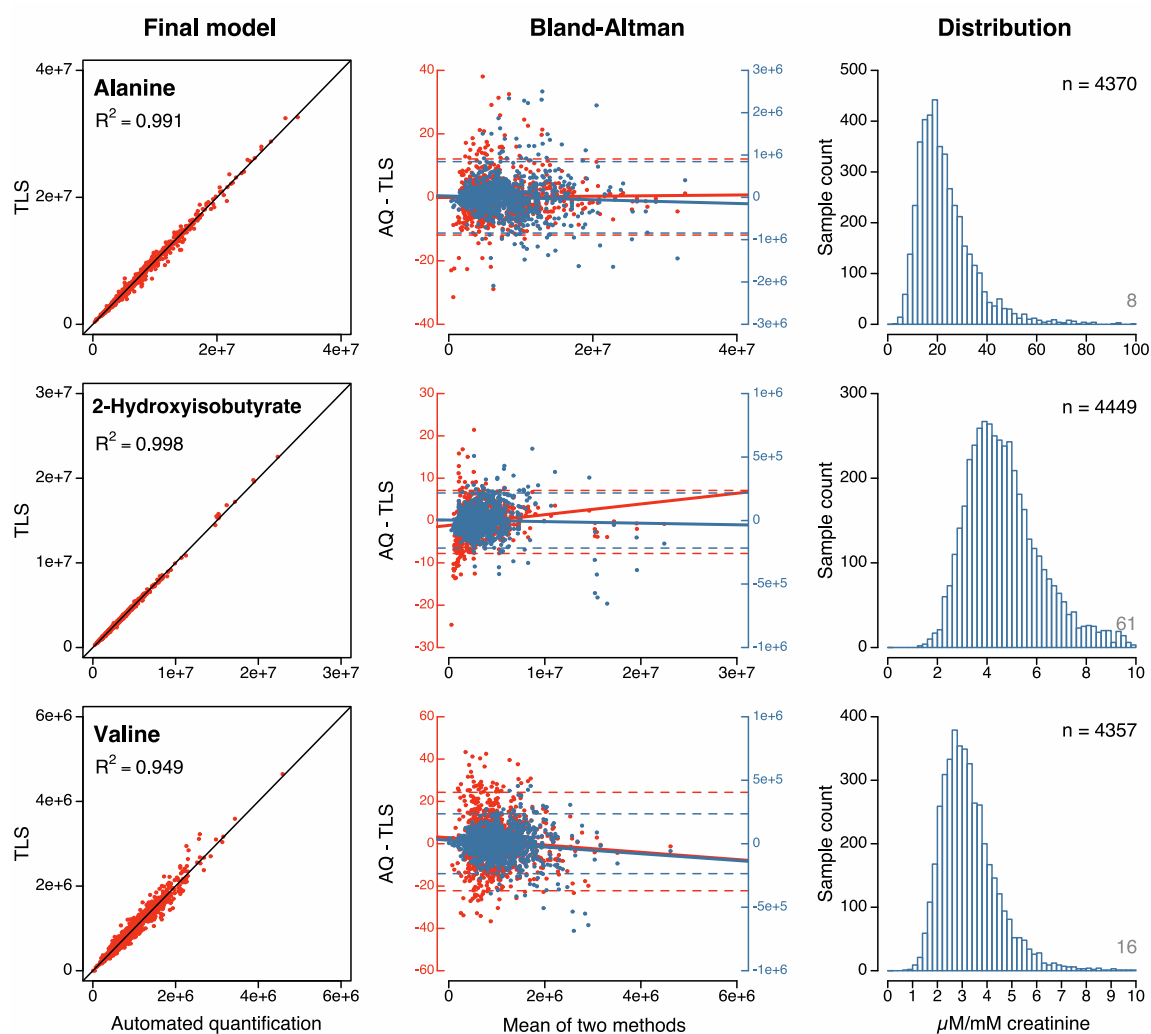 Final model
Bland-Altman
Distribution
Alanine
R² = 0.991
TLS
4e+7
2e+7
0
0
2e+7
4e+7
AQ - TLS
40
20
0
-20
-40
3e+6
2e+6
1e+6
0
-1e+6
-2e+6
-3e+6
0
2e+7
4e+7
n = 4370
8
Sample count
500
400
300
200
100
0
0
20
40
60
80
100
2-Hydroxyisobutyrate
R² = 0.998
TLS
3e+7
2e+7
1e+7
0
0
1e+7
2e+7
3e+7
AQ - TLS
30
20
10
0
-10
-20
-30
1e+6
5e+5
0
-5e+5
-1e+6
0
1e+7
2e+7
3e+7
n = 4449
61
Sample count
300
200
100
0
0
2
4
6
8
10
Valine
R² = 0.949
TLS
6e+6
4e+6
2e+6
0
0
2e+6
4e+6
6e+6
Automated quantification
AQ - TLS
60
40
20
0
-20
-40
-60
1e+6
5e+5
0
-5e+5
-1e+6
0
2e+6
4e+6
6e+6
Mean of two methods
n = 4357
16
Sample count
400
300
200
100
0
0
1
2
3
4
5
6
7
8
9
10
µM/mM creatinine